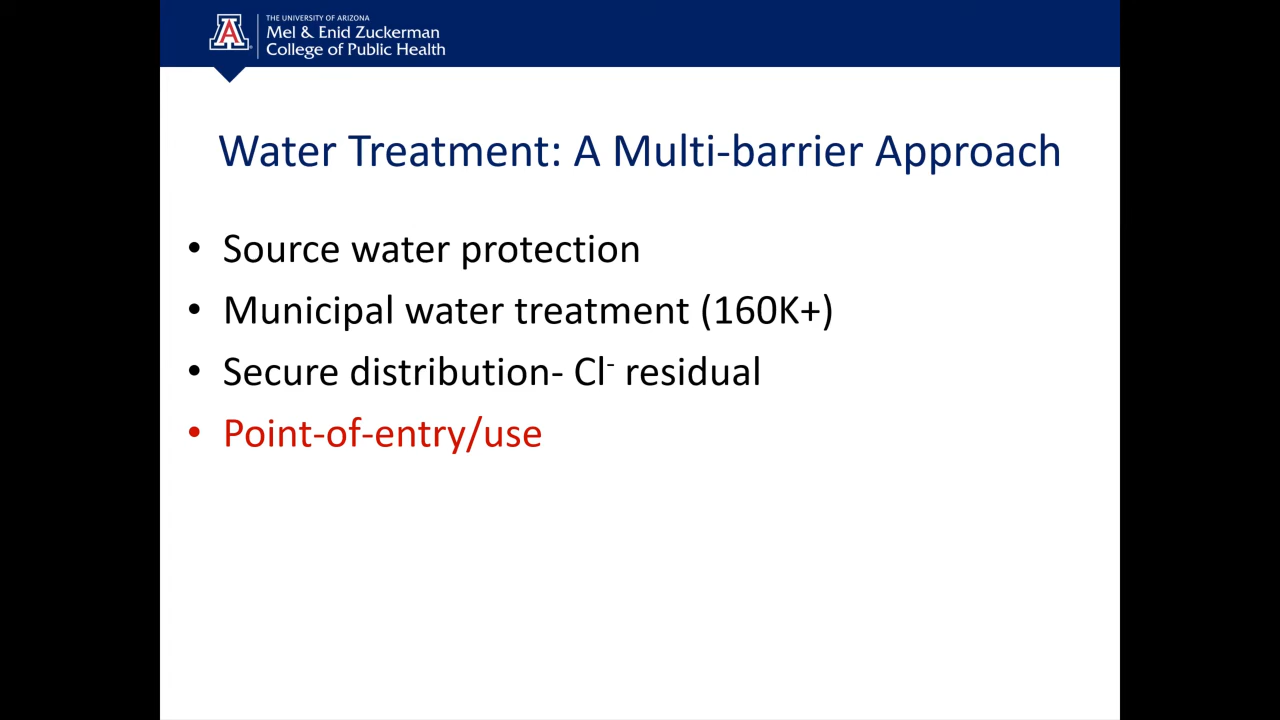 THE UNIVERSITY OF ARIZONA
Mel & Enid Zuckerman
College of Public Health
A
Water Treatment: A Multi-barrier Approach
• Source water protection
• Municipal water treatment (160K+)
• Secure distribution- Cl⁻ residual
• Point-of-entry/use